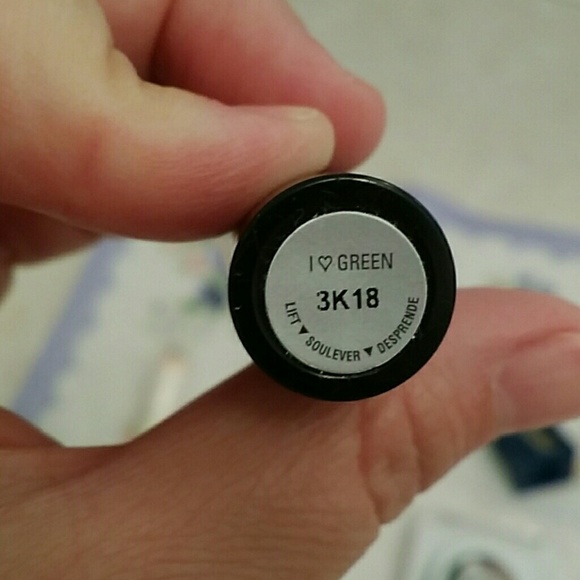 I ♡ GREEN
3K18
LIFT ▼ SOULEVER ▼ DESPRENDE